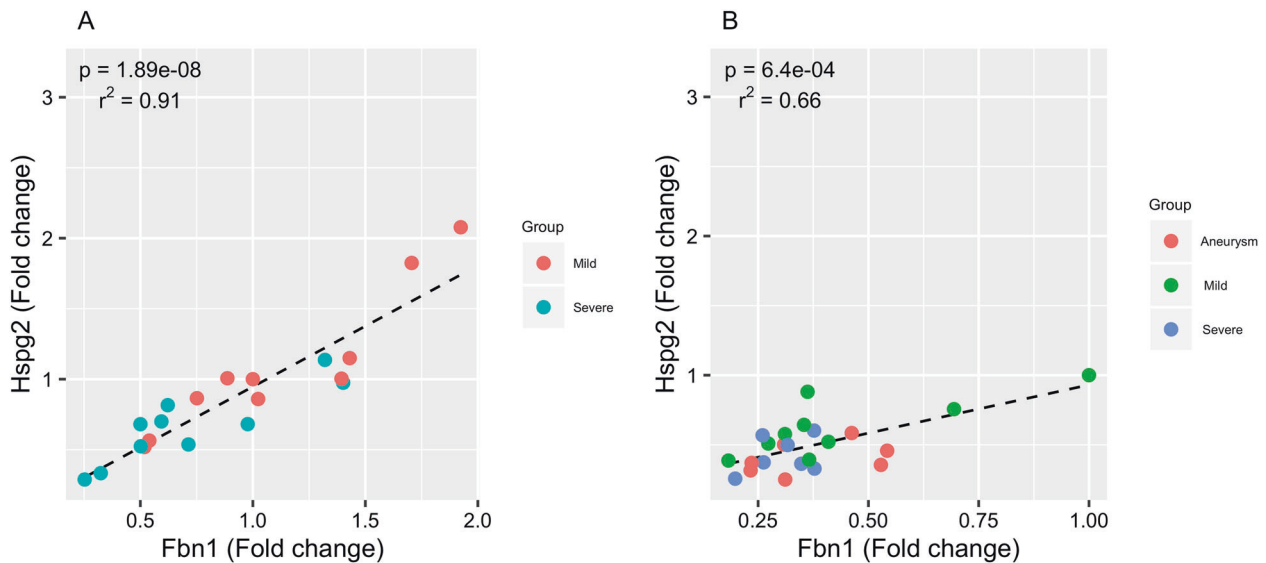 A
p = 1.89e-08
r² = 0.91
3
2
1
Hspg2 (Fold change)
0.5
1.0
1.5
2.0
Fbn1 (Fold change)
Group
Mild
Severe
B
p = 6.4e-04
r² = 0.66
3
2
1
Hspg2 (Fold change)
0.25
0.50
0.75
1.00
Fbn1 (Fold change)
Group
Aneurysm
Mild
Severe